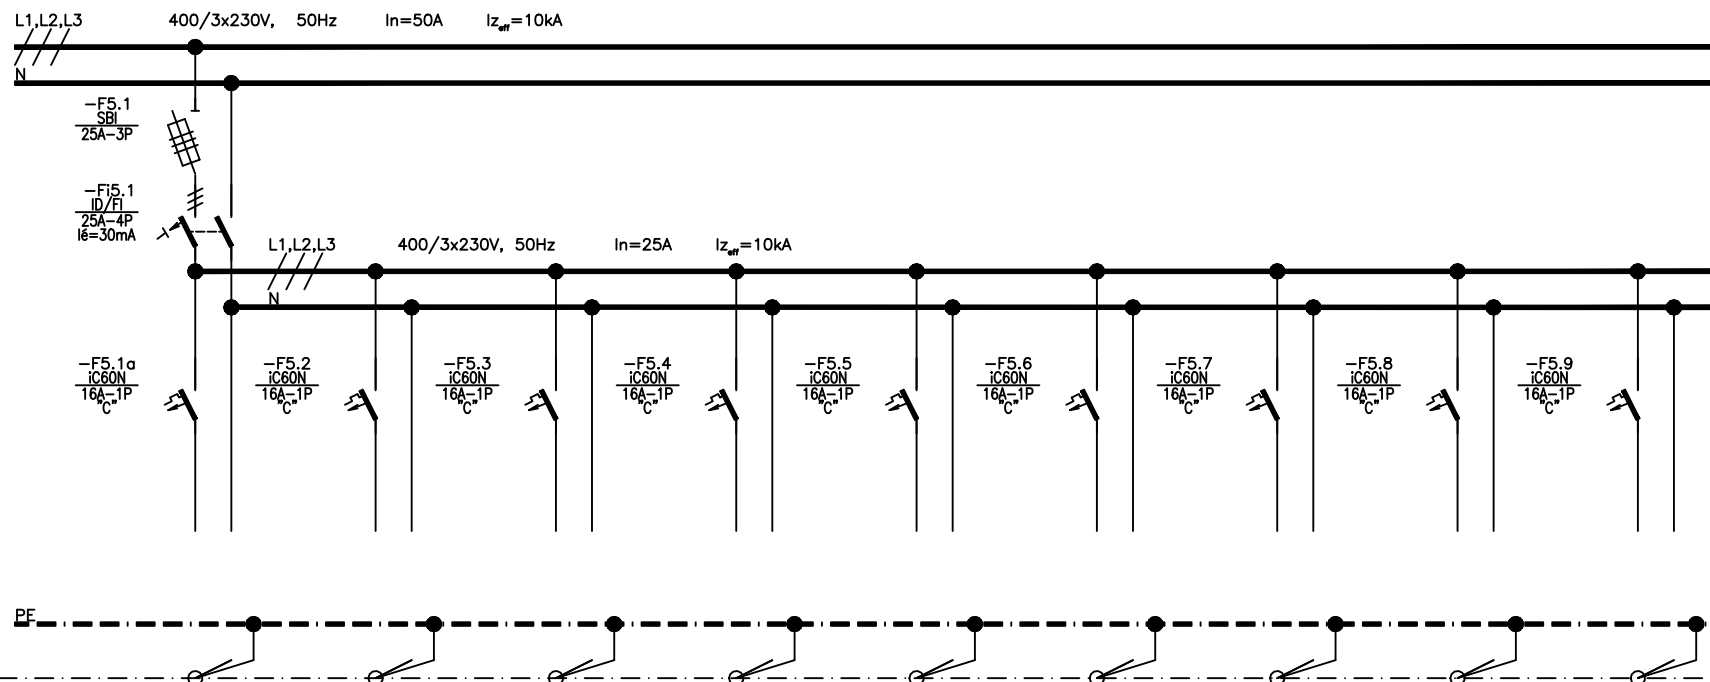 L1,L2,L3 400/3x230V, 50Hz In=50A Iz eff=10kA
N
-F5.1
SBI
25A-3P
-Fi5.1
ID/FI
25A-4P
Ié=30mA
L1,L2,L3 400/3x230V, 50Hz In=25A Iz eff=10kA
N
-F5.1a
iC60N
16A-1P
"C"
-F5.2
iC60N
16A-1P
"C"
-F5.3
iC60N
16A-1P
"C"
-F5.4
iC60N
16A-1P
"C"
-F5.5
iC60N
16A-1P
"C"
-F5.6
iC60N
16A-1P
"C"
-F5.7
iC60N
16A-1P
"C"
-F5.8
iC60N
16A-1P
"C"
-F5.9
iC60N
16A-1P
"C"
PE